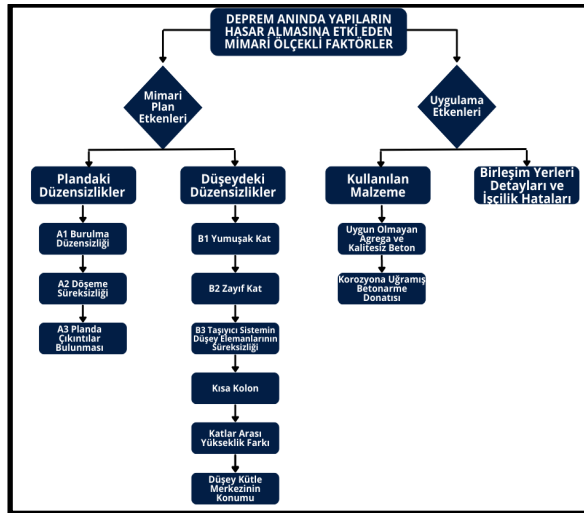 DEPREM ANINDA YAPILARIN
HASAR ALMASINA ETKİ EDEN
MİMARİ ÖLÇEKLİ FAKTÖRLER
Mimari
Plan
Etkenleri
Uygulama
Etkenleri
Plandaki
Düzensizlikler
Düşeydeki
Düzensizlikler
Kullanılan
Malzeme
Birleşim Yerleri
Detayları ve
İşçilik Hataları
A1 Burulma
Düzensizliği
A2 Döşeme
Süreksizliği
A3 Planda
Çıkıntılar
Bulunması
B1 Yumuşak Kat
B2 Zayıf Kat
B3 Taşıyıcı Sistemin
Düşey Elemanlarının
Süreksizliği
Kısa Kolon
Katlar Arası
Yükseklik Farkı
Düşey Kütle
Merkezinin
Konumu
Uygun Olmayan
Agrega ve
Kalitesiz Beton
Korozyona Uğramış
Betonarme
Donatısı